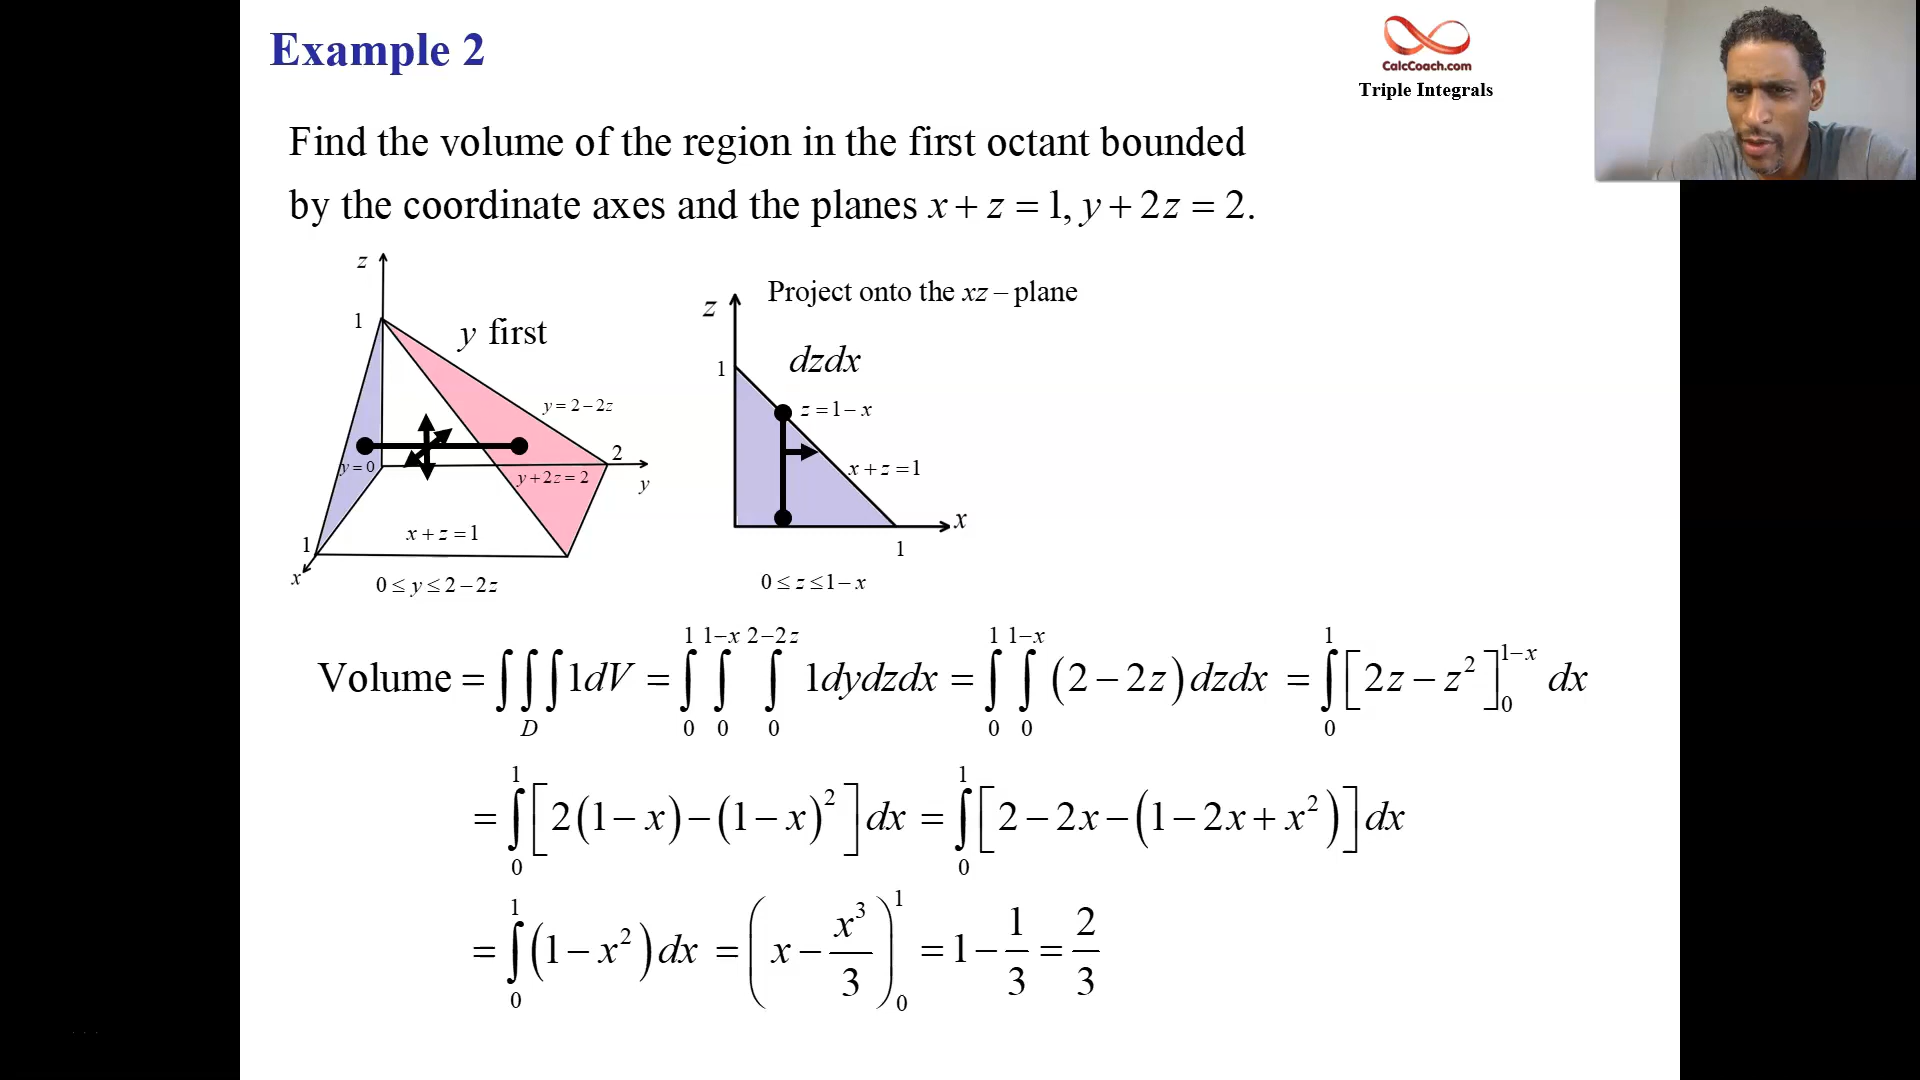 Example 2
CalcCoach.com
Triple Integrals
Find the volume of the region in the first octant bounded
by the coordinate axes and the planes x + z = 1, y + 2z = 2.
z
1
y first
y = 2 − 2z
2
y = 0
y + 2z = 2
y
x + z = 1
1
x
0 ≤ y ≤ 2 − 2z
Project onto the xz − plane
z
dzdx
1
z = 1 − x
x + z = 1
x
1
0 ≤ z ≤ 1 − x
Volume = ∫∫∫_D 1dV = ∫_0^1 ∫_0^{1−x} ∫_0^{2−2z} 1dydzdx = ∫_0^1 ∫_0^{1−x} (2 − 2z) dzdx = ∫_0^1 [2z − z²]_0^{1−x} dx
= ∫_0^1 [2(1 − x) − (1 − x)²] dx = ∫_0^1 [2 − 2x − (1 − 2x + x²)] dx
= ∫_0^1 (1 − x²) dx = (x − x³/3)_0^1 = 1 − 1/3 = 2/3